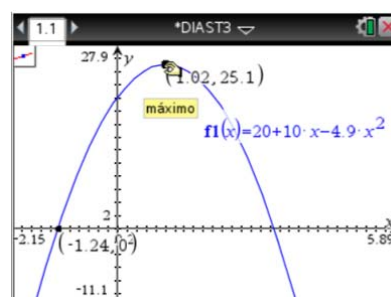 1.1 *DIAST3
27.9 y
(1.02, 25.1)
máximo
f1(x)=20+10·x-4.9·x²
2 x
-2.15 (-1.24, 0) 2 5.89
-11.1